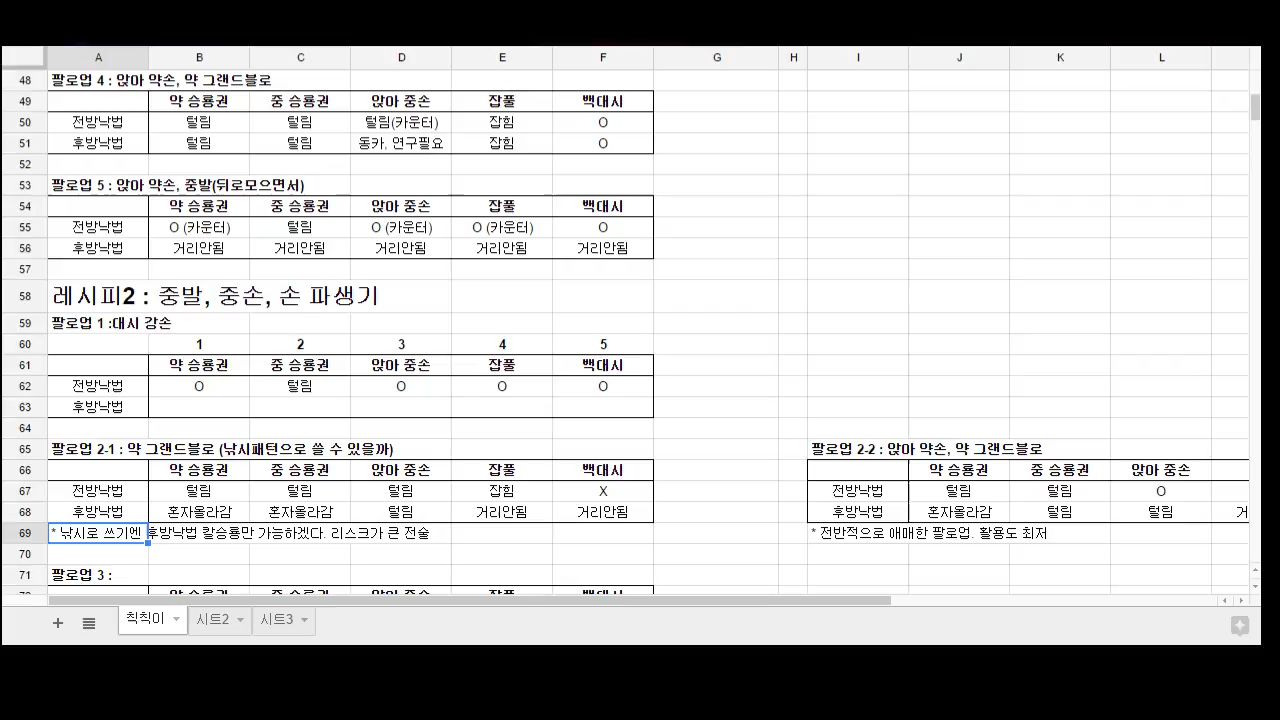 A B C D E F G H I J K L
48 팔로업 4 : 앉아 약손, 약 그랜드블로
49 약 승룡권 중 승룡권 앉아 중손 잡풀 백대시
50 전방낙법 털림 털림 털림(카운터) 잡힘 O
51 후방낙법 털림 털림 동카, 연구필요 잡힘 O
52
53 팔로업 5 : 앉아 약손, 중발(뒤로모으면서)
54 약 승룡권 중 승룡권 앉아 중손 잡풀 백대시
55 전방낙법 O (카운터) 털림 O (카운터) O (카운터) O
56 후방낙법 거리안됨 거리안됨 거리안됨 거리안됨 거리안됨
57
58 레시피2 : 중발, 중손, 손 파생기
59 팔로업 1 :대시 강손
60 1 2 3 4 5
61 약 승룡권 중 승룡권 앉아 중손 잡풀 백대시
62 전방낙법 O 털림 O O O
63 후방낙법
64
65 팔로업 2-1 : 약 그랜드블로 (낚시패턴으로 쓸 수 있을까) 팔로업 2-2 : 앉아 약손, 약 그랜드블로
66 약 승룡권 중 승룡권 앉아 중손 잡풀 백대시 약 승룡권 중 승룡권 앉아 중손
67 전방낙법 털림 털림 털림 잡힘 X 전방낙법 털림 털림 O
68 후방낙법 혼자올라감 혼자올라감 털림 거리안됨 거리안됨 후방낙법 혼자올라감 털림 털림 거
69 * 낚시로 쓰기엔 후방낙법 칼승룡만 가능하겠다. 리스크가 큰 전술 * 전반적으로 애매한 팔로업. 활용도 최저
70
71 팔로업 3 :
약 승룡권 중 승룡권 앉아 중손 잡풀 백대시
+ 칙칙이 시트2 시트3